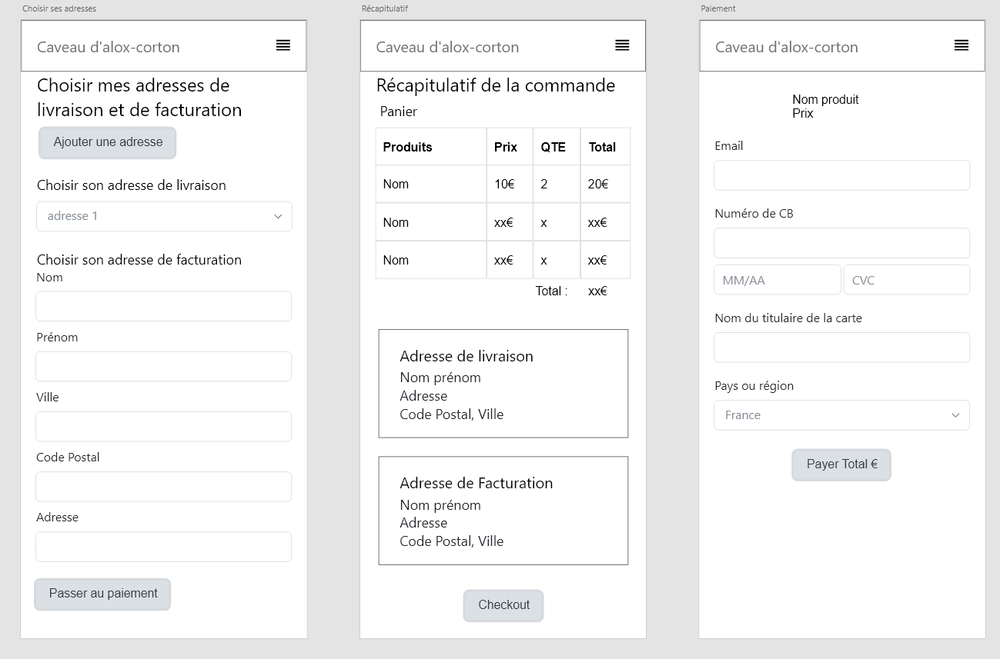 Choisir ses adresses
Caveau d'alox-corton
Choisir mes adresses de
livraison et de facturation
Ajouter une adresse
Choisir son adresse de livraison
adresse 1
Choisir son adresse de facturation
Nom
Prénom
Ville
Code Postal
Adresse
Passer au paiement
Récapitulatif
Caveau d'alox-corton
Récapitulatif de la commande
Panier
Produits Prix QTE Total
Nom 10€ 2 20€
Nom xx€ x xx€
Nom xx€ x xx€
Total : xx€
Adresse de livraison
Nom prénom
Adresse
Code Postal, Ville
Adresse de Facturation
Nom prénom
Adresse
Code Postal, Ville
Checkout
Paiement
Caveau d'alox-corton
Nom produit
Prix
Email
Numéro de CB
MM/AA CVC
Nom du titulaire de la carte
Pays ou région
France
Payer Total €